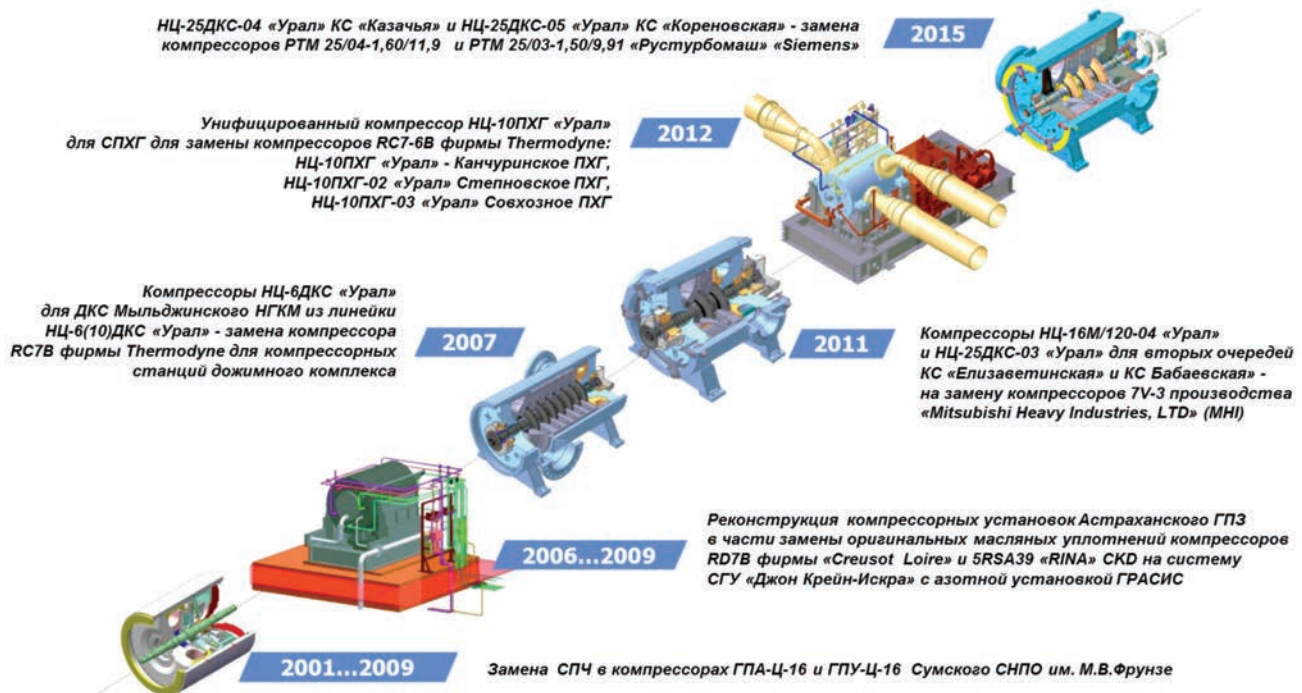 НЦ-25ДКС-04 «Урал» КС «Казачья» и НЦ-25ДКС-05 «Урал» КС «Кореновская» - замена
компрессоров РТМ 25/04-1,60/11,9 и РТМ 25/03-1,50/9,91 «Рустурбомаш» «Siemens»
2015
Унифицированный компрессор НЦ-10ПХГ «Урал»
для СПХГ для замены компрессоров RC7-6B фирмы Thermodyne:
НЦ-10ПХГ «Урал» - Канчуринское ПХГ,
НЦ-10ПХГ-02 «Урал» Степновское ПХГ,
НЦ-10ПХГ-03 «Урал» Совхозное ПХГ
2012
Компрессоры НЦ-6ДКС «Урал»
для ДКС Мыльджинского НГКМ из линейки
НЦ-6(10)ДКС «Урал» - замена компрессора
RC7B фирмы Thermodyne для компрессорных
станций дожимного комплекса
2007
2011
Компрессоры НЦ-16М/120-04 «Урал»
и НЦ-25ДКС-03 «Урал» для вторых очередей
КС «Елизаветинская» и КС Бабаевская» -
на замену компрессоров 7V-3 производства
«Mitsubishi Heavy Industries, LTD» (MHI)
2006...2009
Реконструкция компрессорных установок Астраханского ГПЗ
в части замены оригинальных масляных уплотнений компрессоров
RD7B фирмы «Creusot Loire» и 5RSA39 «RINA» CKD на систему
СГУ «Джон Крейн-Искра» с азотной установкой ГРАСИС
2001...2009
Замена СПЧ в компрессорах ГПА-Ц-16 и ГПУ-Ц-16 Сумского СНПО им. М.В.Фрунзе